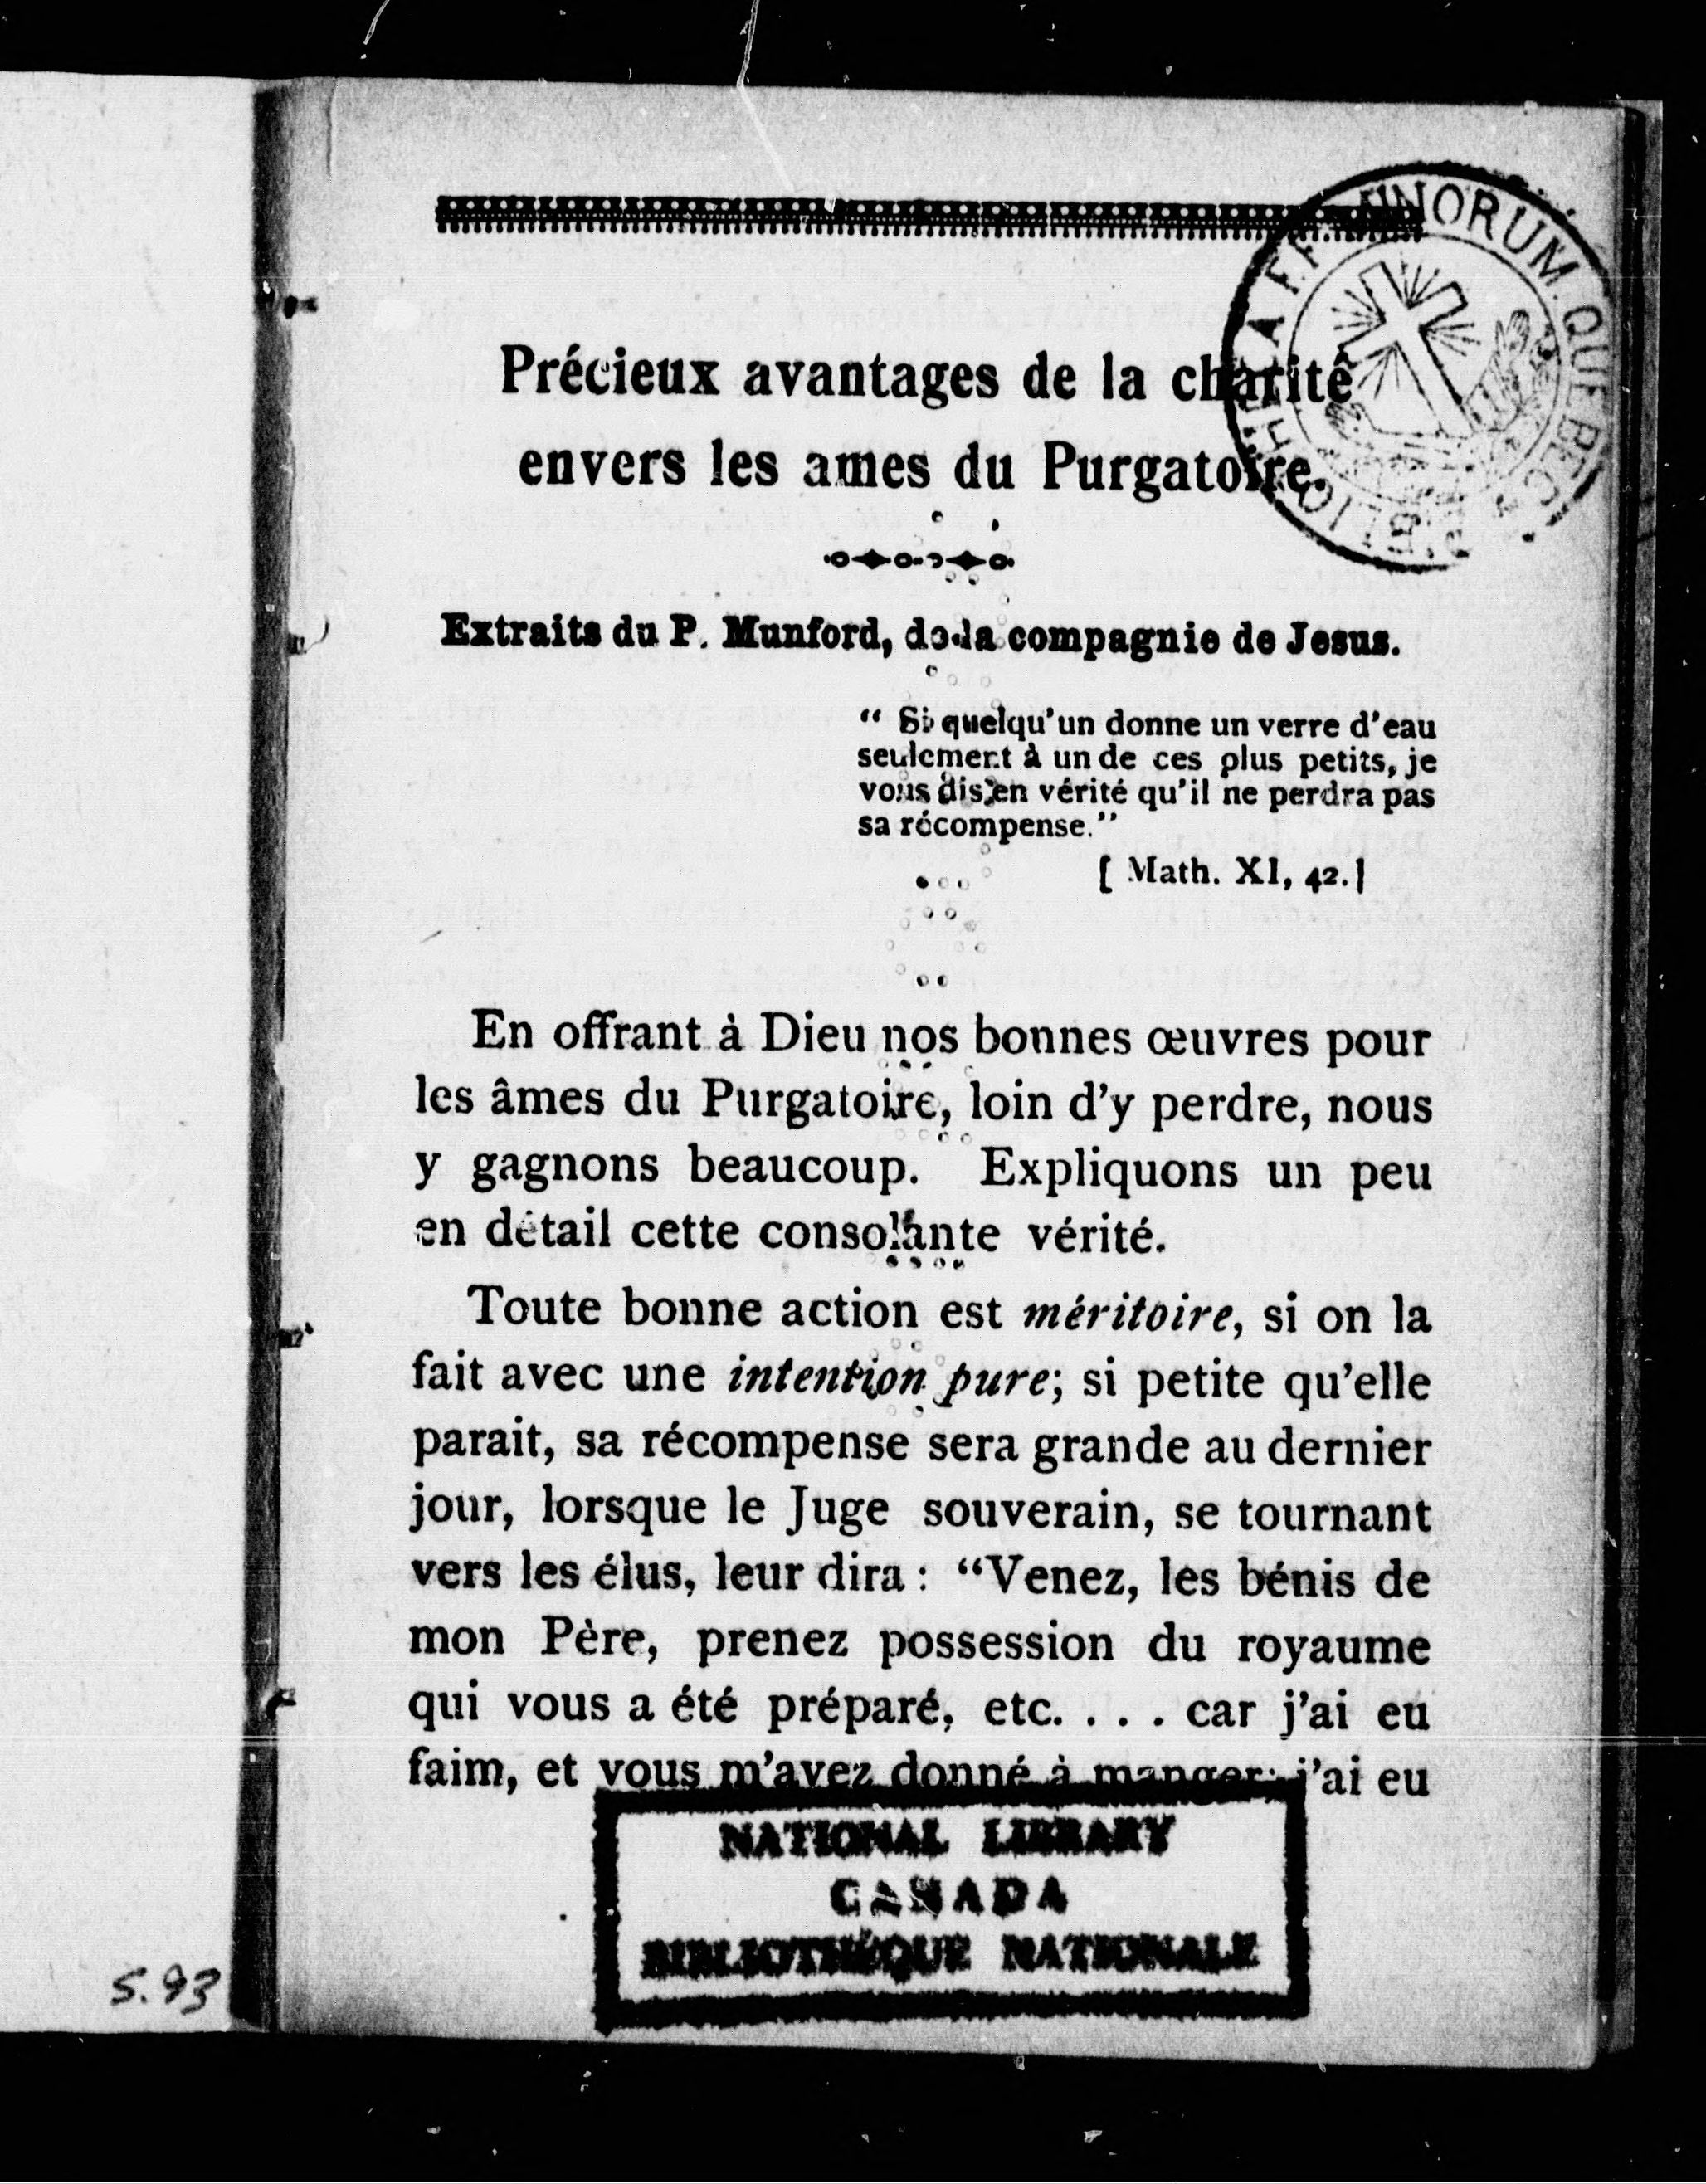 Précieux avantages de la charité
envers les ames du Purgatoire.
Extraits du P. Munford, de la compagnie de Jesus.
“ Si quelqu’un donne un verre d’eau
seulement à un de ces plus petits, je
vous dis en vérité qu’il ne perdra pas
sa récompense.”
[ Math. XI, 42.]
En offrant à Dieu nos bonnes œuvres pour
les âmes du Purgatoire, loin d’y perdre, nous
y gagnons beaucoup. Expliquons un peu
en détail cette consolante vérité.
Toute bonne action est méritoire, si on la
fait avec une intention pure; si petite qu’elle
parait, sa récompense sera grande au dernier
jour, lorsque le Juge souverain, se tournant
vers les élus, leur dira : “Venez, les bénis de
mon Père, prenez possession du royaume
qui vous a été préparé, etc. . . . car j’ai eu
faim, et vous m’avez donné à manger; j’ai eu
NATIONAL LIBRARY
CANADA
BIBLIOTHÉQUE NATIONALE
5.93